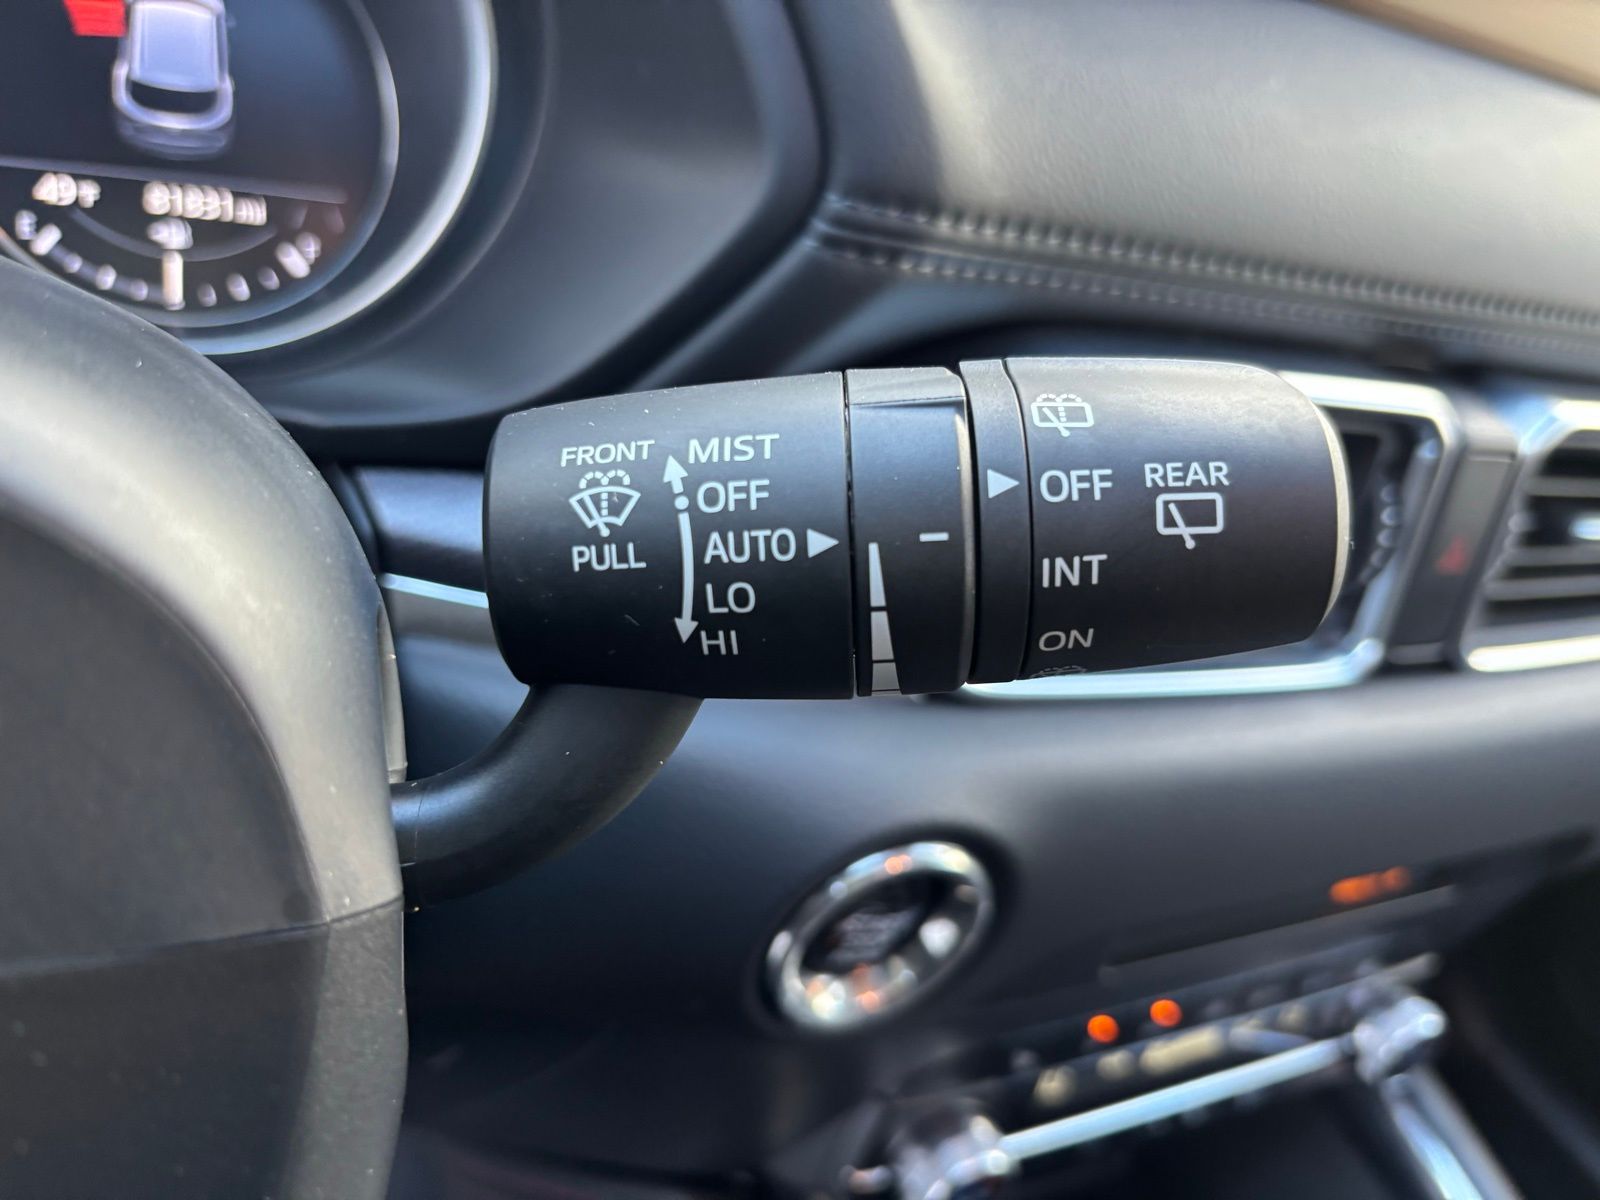 FRONT
PULL
MIST
OFF
AUTO
LO
HI
OFF
INT
ON
REAR